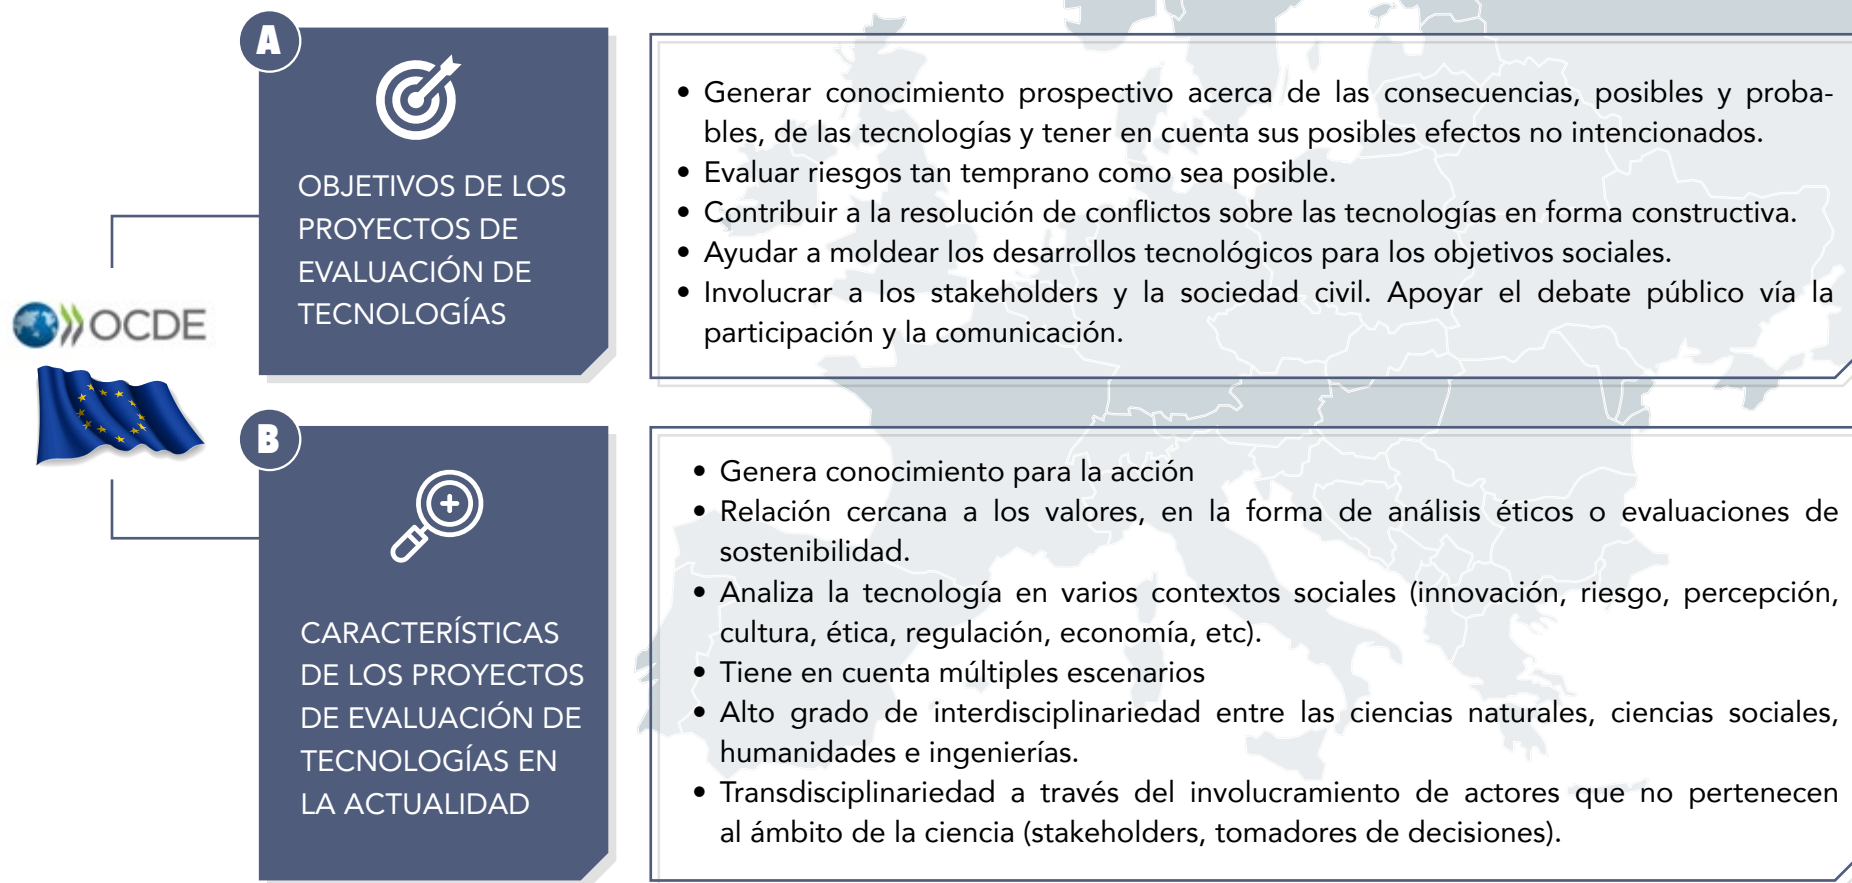 A
OBJETIVOS DE LOS
PROYECTOS DE
EVALUACIÓN DE
TECNOLOGÍAS
• Generar conocimiento prospectivo acerca de las consecuencias, posibles y proba-
bles, de las tecnologías y tener en cuenta sus posibles efectos no intencionados.
• Evaluar riesgos tan temprano como sea posible.
• Contribuir a la resolución de conflictos sobre las tecnologías en forma constructiva.
• Ayudar a moldear los desarrollos tecnológicos para los objetivos sociales.
• Involucrar a los stakeholders y la sociedad civil. Apoyar el debate público vía la
participación y la comunicación.
OCDE
B
CARACTERÍSTICAS
DE LOS PROYECTOS
DE EVALUACIÓN DE
TECNOLOGÍAS EN
LA ACTUALIDAD
• Genera conocimiento para la acción
• Relación cercana a los valores, en la forma de análisis éticos o evaluaciones de
sostenibilidad.
• Analiza la tecnología en varios contextos sociales (innovación, riesgo, percepción,
cultura, ética, regulación, economía, etc).
• Tiene en cuenta múltiples escenarios
• Alto grado de interdisciplinariedad entre las ciencias naturales, ciencias sociales,
humanidades e ingenierías.
• Transdisciplinariedad a través del involucramiento de actores que no pertenecen
al ámbito de la ciencia (stakeholders, tomadores de decisiones).